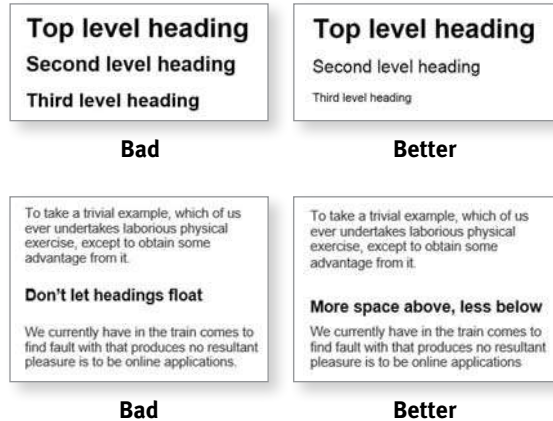 Top level heading
Second level heading
Third level heading
Bad
Top level heading
Second level heading
Third level heading
Better
To take a trivial example, which of us
ever undertakes laborious physical
exercise, except to obtain some
advantage from it.
Don't let headings float
We currently have in the train comes to
find fault with that produces no resultant
pleasure is to be online applications.
Bad
To take a trivial example, which of us
ever undertakes laborious physical
exercise, except to obtain some
advantage from it.
More space above, less below
We currently have in the train comes to
find fault with that produces no resultant
pleasure is to be online applications
Better